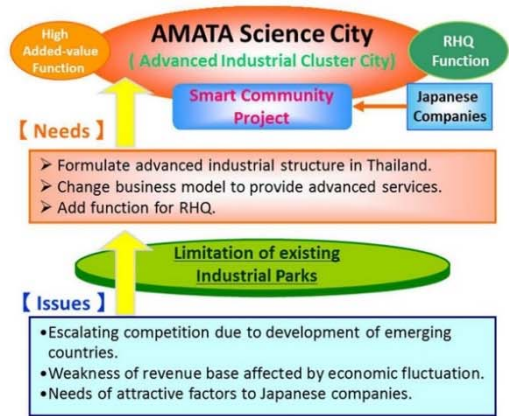 High
Added-value
Function
AMATA Science City
( Advanced Industrial Cluster City)
RHQ
Function
Smart Community
Project
Japanese
Companies
【 Needs 】
➢ Formulate advanced industrial structure in Thailand.
➢ Change business model to provide advanced services.
➢ Add function for RHQ.
Limitation of existing
Industrial Parks
【 Issues 】
•Escalating competition due to development of emerging
countries.
•Weakness of revenue base affected by economic fluctuation.
•Needs of attractive factors to Japanese companies.